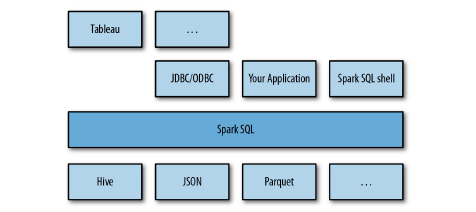 Tableau
...
JDBC/ODBC
Your Application
Spark SQL shell
Spark SQL
Hive
JSON
Parquet
...